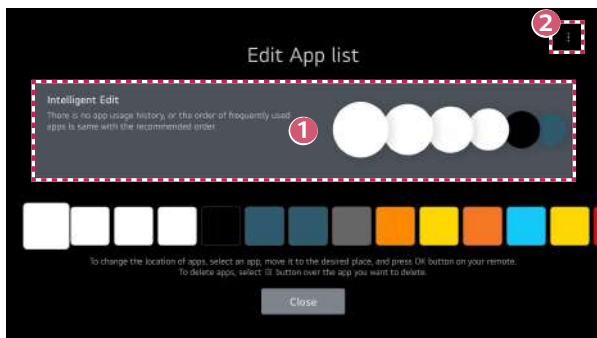 2
⋮
Edit App list
Intelligent Edit
There is no app usage history, or the order of frequently used
apps is same with the recommended order.
1
To change the location of apps, select an app, move it to the desired place, and press OK button on your remote.
To delete apps, select button over the app you want to delete.
Close